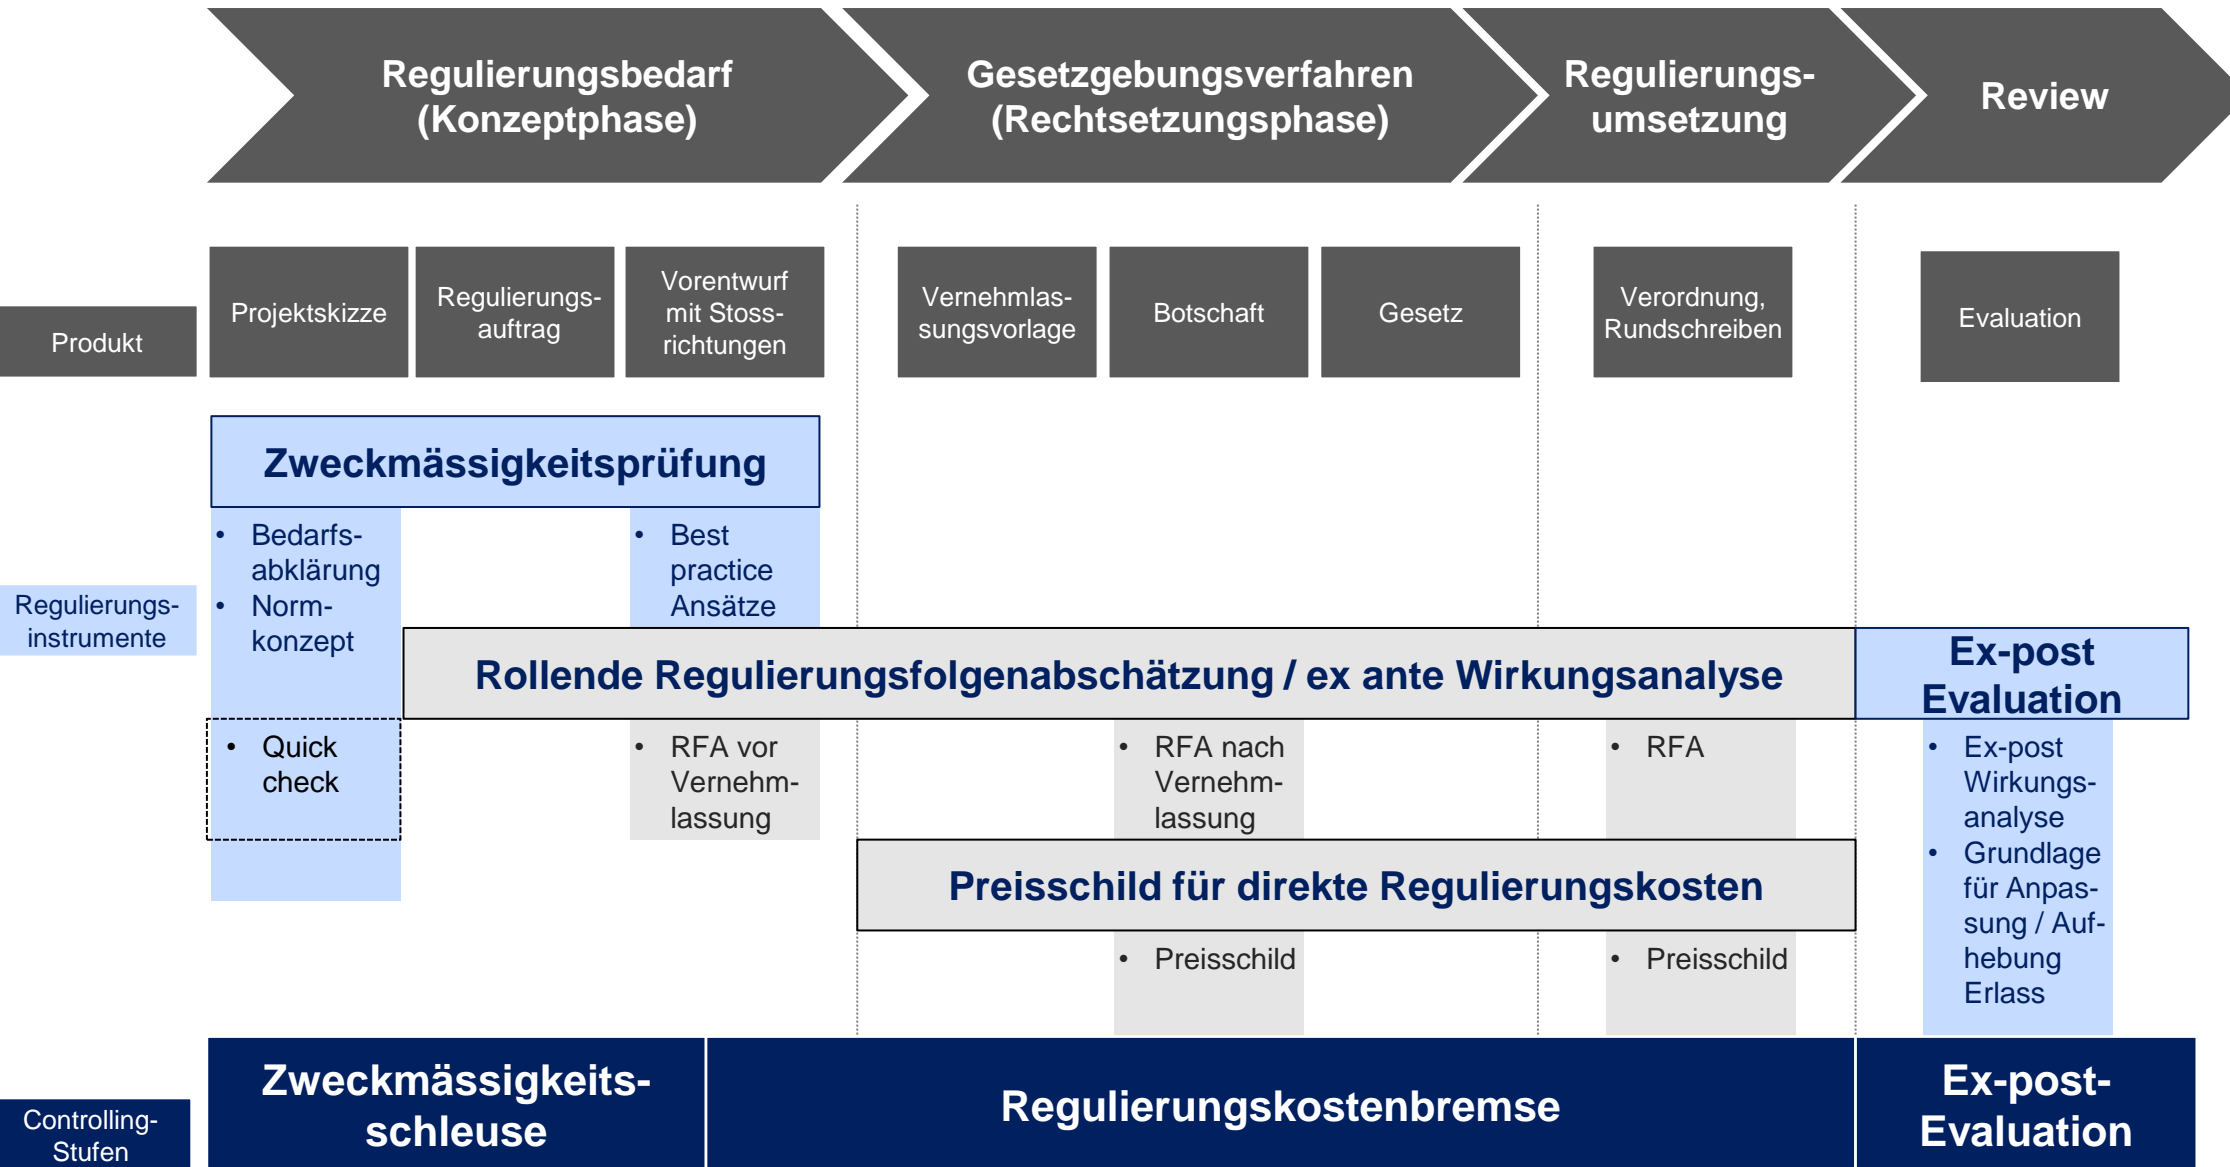 Regulierungsbedarf
(Konzeptphase)
Gesetzgebungsverfahren
(Rechtsetzungsphase)
Regulierungs-
umsetzung
Review
Produkt
Projektskizze
Regulierungs-
auftrag
Vorentwurf
mit Stoss-
richtungen
Vernehmlas-
sungsvorlage
Botschaft
Gesetz
Verordnung,
Rundschreiben
Evaluation
Regulierungs-
instrumente
Zweckmässigkeitsprüfung
• Bedarfs-
abklärung
• Norm-
konzept
• Best
practice
Ansätze
Rollende Regulierungsfolgenabschätzung / ex ante Wirkungsanalyse
Ex-post
Evaluation
• Quick
check
• RFA vor
Vernehm-
lassung
• RFA nach
Vernehm-
lassung
• RFA
• Ex-post
Wirkungs-
analyse
• Grundlage
für Anpas-
sung / Auf-
hebung
Erlass
Preisschild für direkte Regulierungskosten
• Preisschild
• Preisschild
Controlling-
Stufen
Zweckmässigkeits-
schleuse
Regulierungskostenbremse
Ex-post-
Evaluation